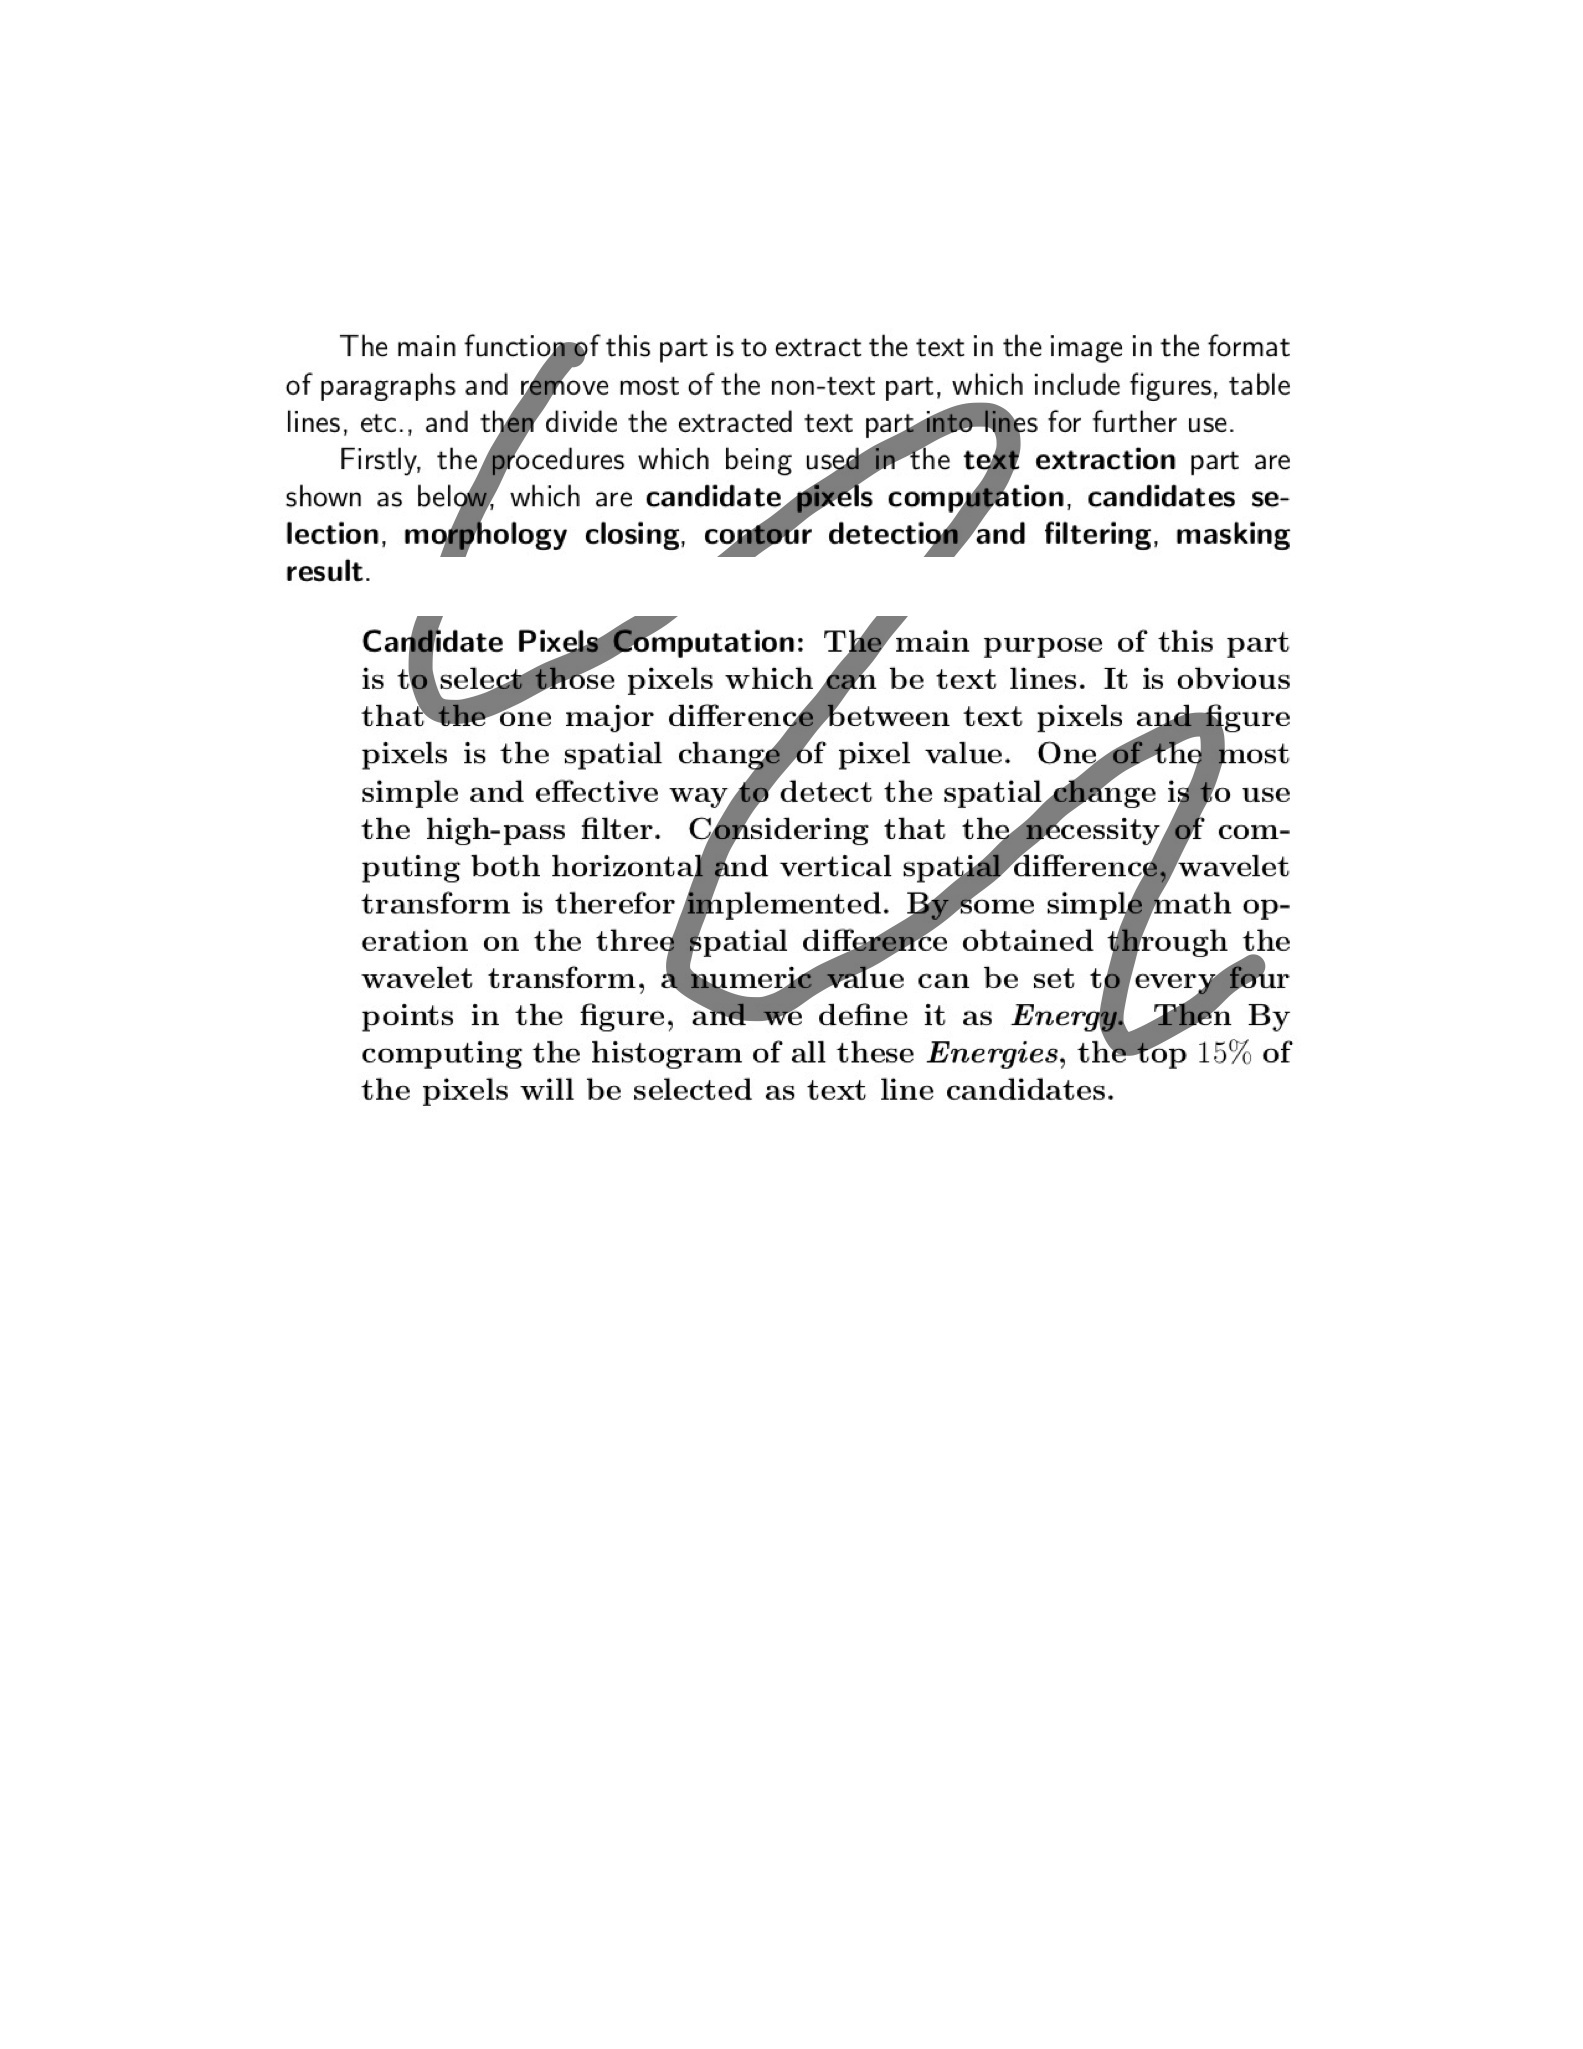 The main function of this part is to extract the text in the image in the format
of paragraphs and remove most of the non-text part, which include figures, table
lines, etc., and then divide the extracted text part into lines for further use.
Firstly, the procedures which being used in the text extraction part are
shown as below, which are candidate pixels computation, candidates se-
lection, morphology closing, contour detection and filtering, masking
result.
Candidate Pixels Computation: The main purpose of this part
is to select those pixels which can be text lines. It is obvious
that the one major difference between text pixels and figure
pixels is the spatial change of pixel value. One of the most
simple and effective way to detect the spatial change is to use
the high-pass filter. Considering that the necessity of com-
puting both horizontal and vertical spatial difference, wavelet
transform is therefor implemented. By some simple math op-
eration on the three spatial difference obtained through the
wavelet transform, a numeric value can be set to every four
points in the figure, and we define it as Energy. Then By
computing the histogram of all these Energies, the top 15% of
the pixels will be selected as text line candidates.